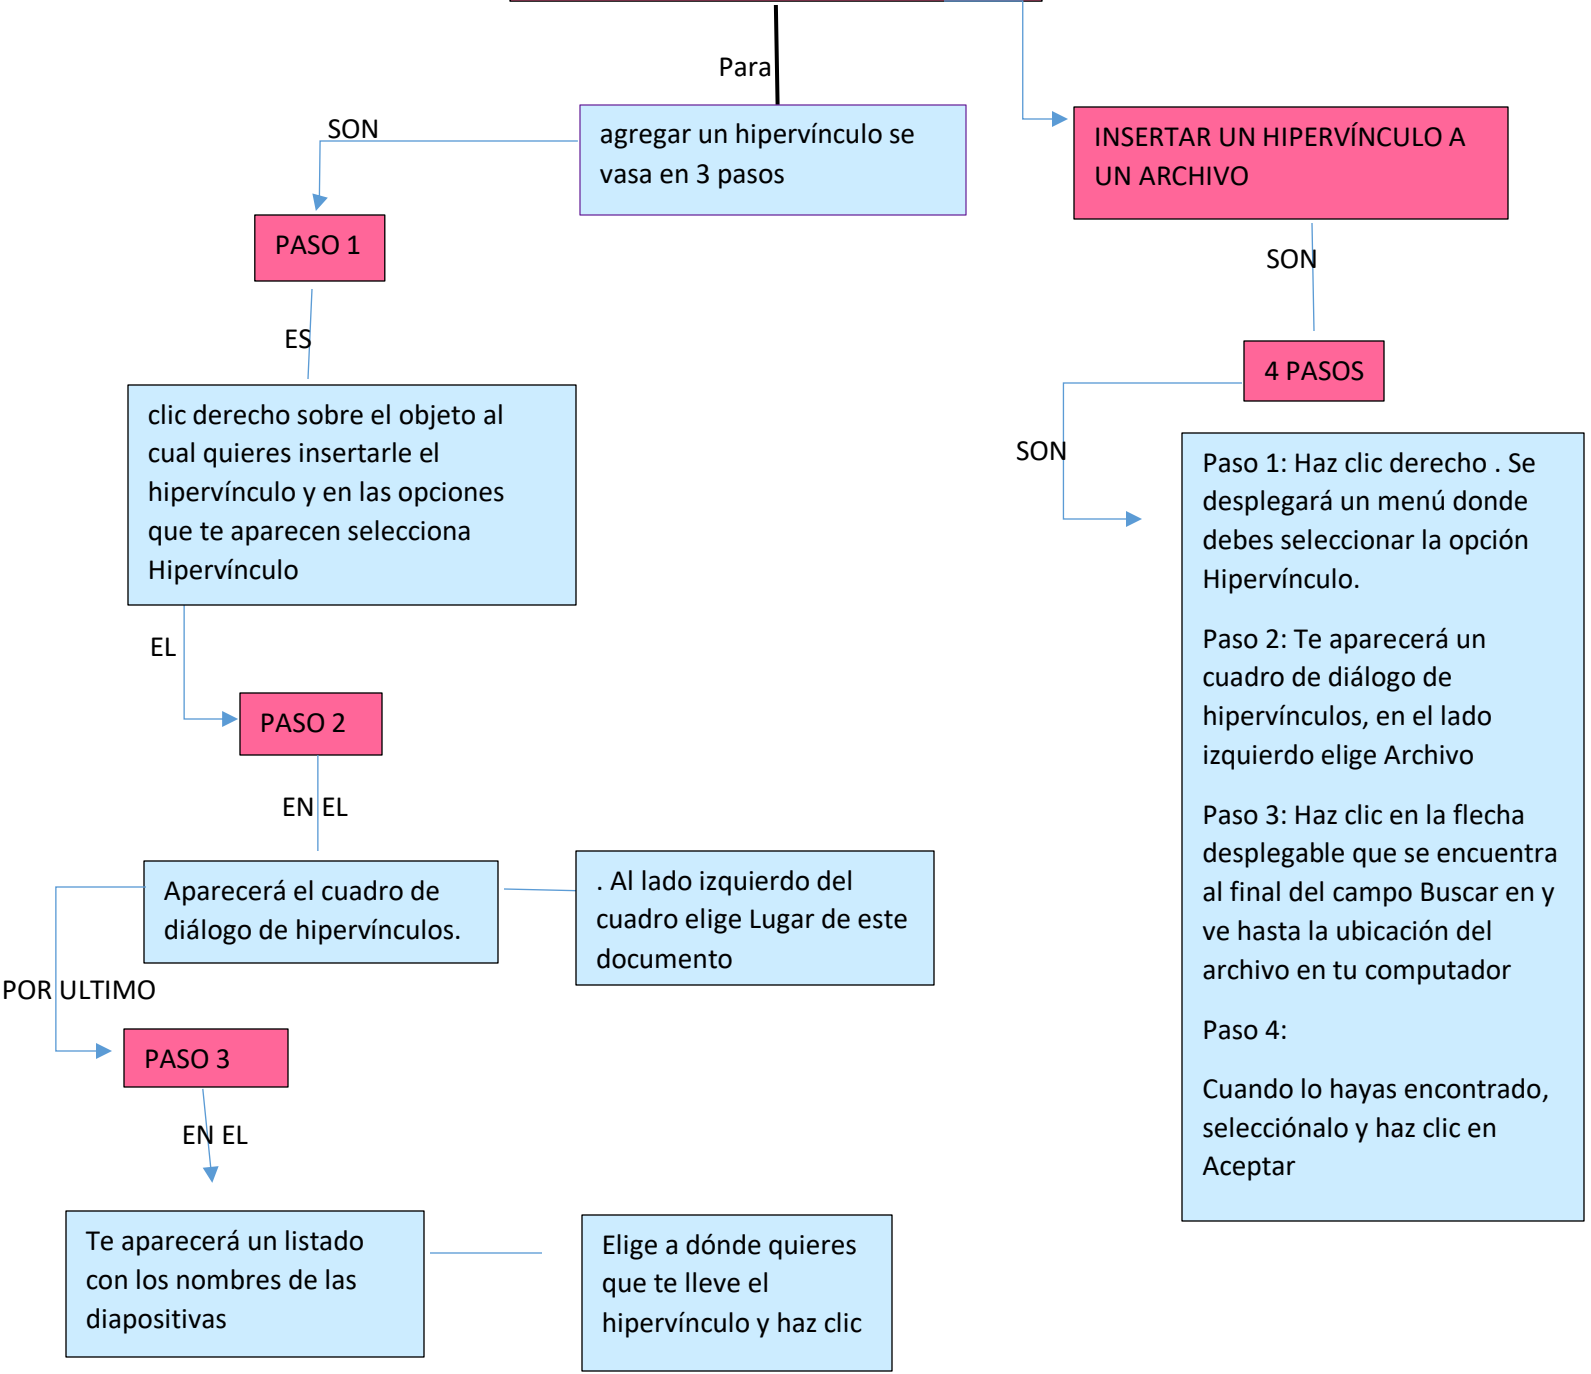 Para
SON
agregar un hipervínculo se
vasa en 3 pasos
INSERTAR UN HIPERVÍNCULO A
UN ARCHIVO
PASO 1
SON
ES
4 PASOS
clic derecho sobre el objeto al
cual quieres insertarle el
hipervínculo y en las opciones
que te aparecen selecciona
Hipervínculo
SON
Paso 1: Haz clic derecho . Se
desplegará un menú donde
debes seleccionar la opción
Hipervínculo.
Paso 2: Te aparecerá un
cuadro de diálogo de
hipervínculos, en el lado
izquierdo elige Archivo
Paso 3: Haz clic en la flecha
desplegable que se encuentra
al final del campo Buscar en y
ve hasta la ubicación del
archivo en tu computador
Paso 4:
Cuando lo hayas encontrado,
selecciónalo y haz clic en
Aceptar
EL
PASO 2
EN EL
Aparecerá el cuadro de
diálogo de hipervínculos.
. Al lado izquierdo del
cuadro elige Lugar de este
documento
POR ULTIMO
PASO 3
EN EL
Te aparecerá un listado
con los nombres de las
diapositivas
Elige a dónde quieres
que te lleve el
hipervínculo y haz clic